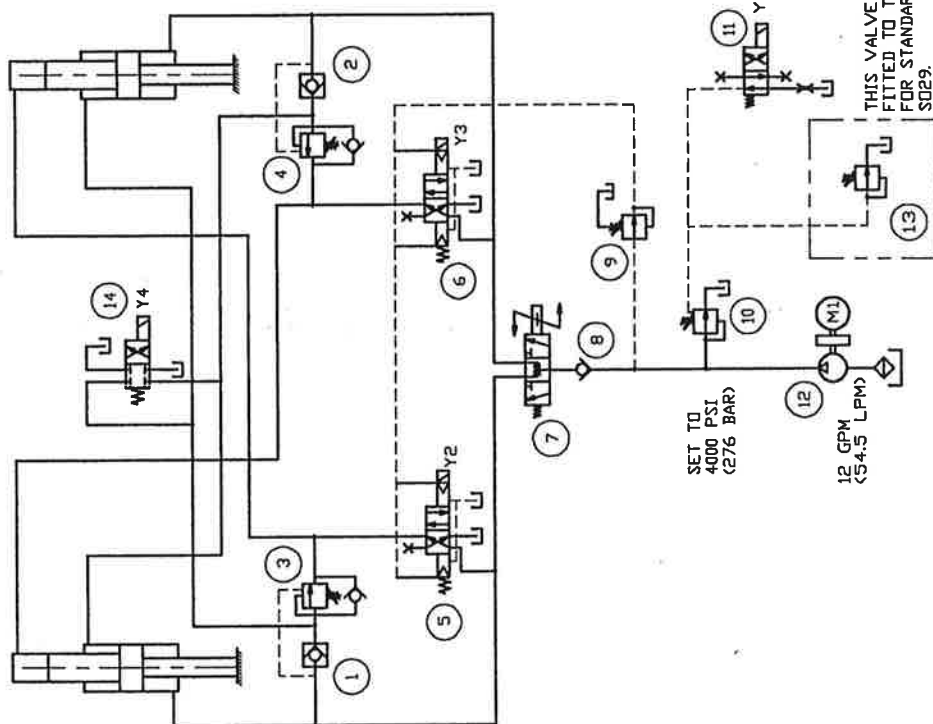 14
Y4
2
4
Y3
6
3
Y2
5
1
11
Y
9
8
7
10
SET TO
4000 PSI
(276 BAR)
M1
12
12 GPM
(54.5 LPM)
13
THIS VALVE
FITTED TO T
FOR STANDAR
S029.